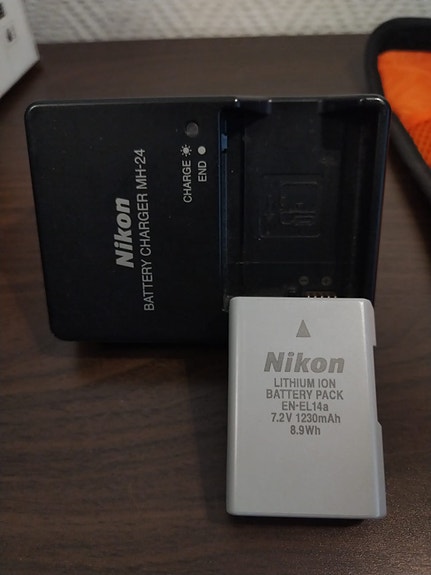 Nikon
BATTERY CHARGER MH-24
CHARGE
END
Nikon
LITHIUM ION
BATTERY PACK
EN-EL14a
7.2V 1230mAh
8.9Wh